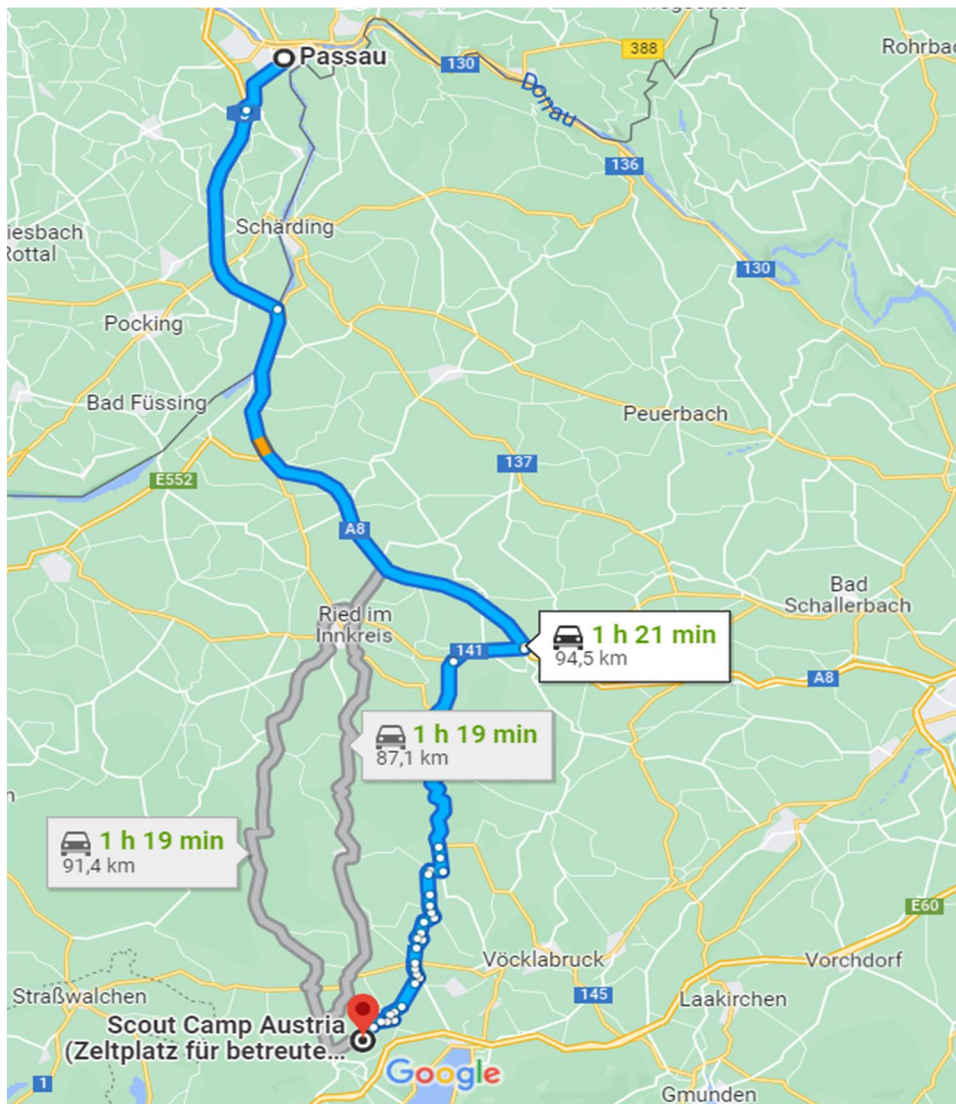 Passau
130
388
Rohrba
Donau
136
iesbach
Rottal
Schärding
130
Pocking
Bad Füssing
Peuerbach
137
E552
A8
Bad
Schallerbach
Ried im
Innkreis
141
1 h 21 min
94,5 km
A8
1 h 19 min
87,1 km
1 h 19 min
91,4 km
E60
Vöcklabruck
Vorchdorf
Straßwalchen
145
Laakirchen
Scout Camp Austria
(Zeltplatz für betreute...
Google
1
Gmunden